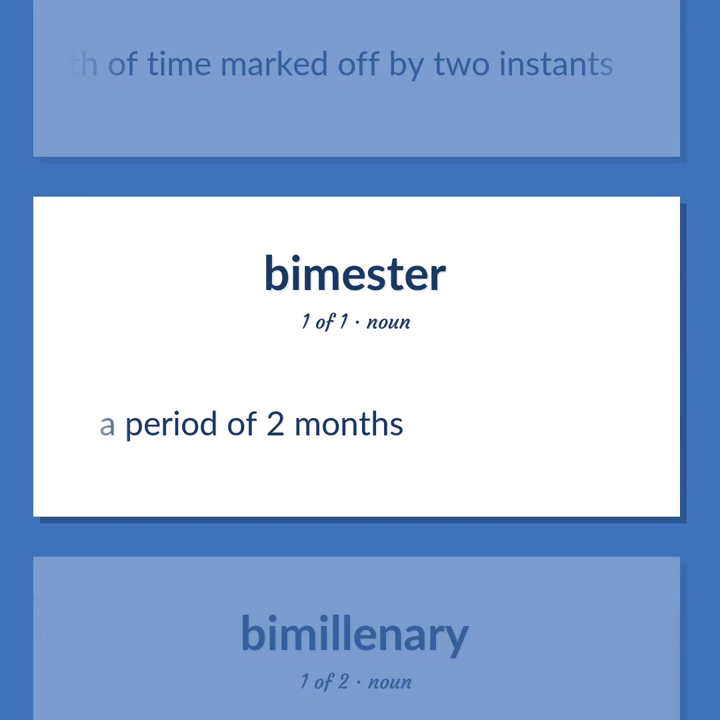 th of time marked off by two instants
bimester
1 of 1 · noun
a period of 2 months
bimillenary
1 of 2 · noun